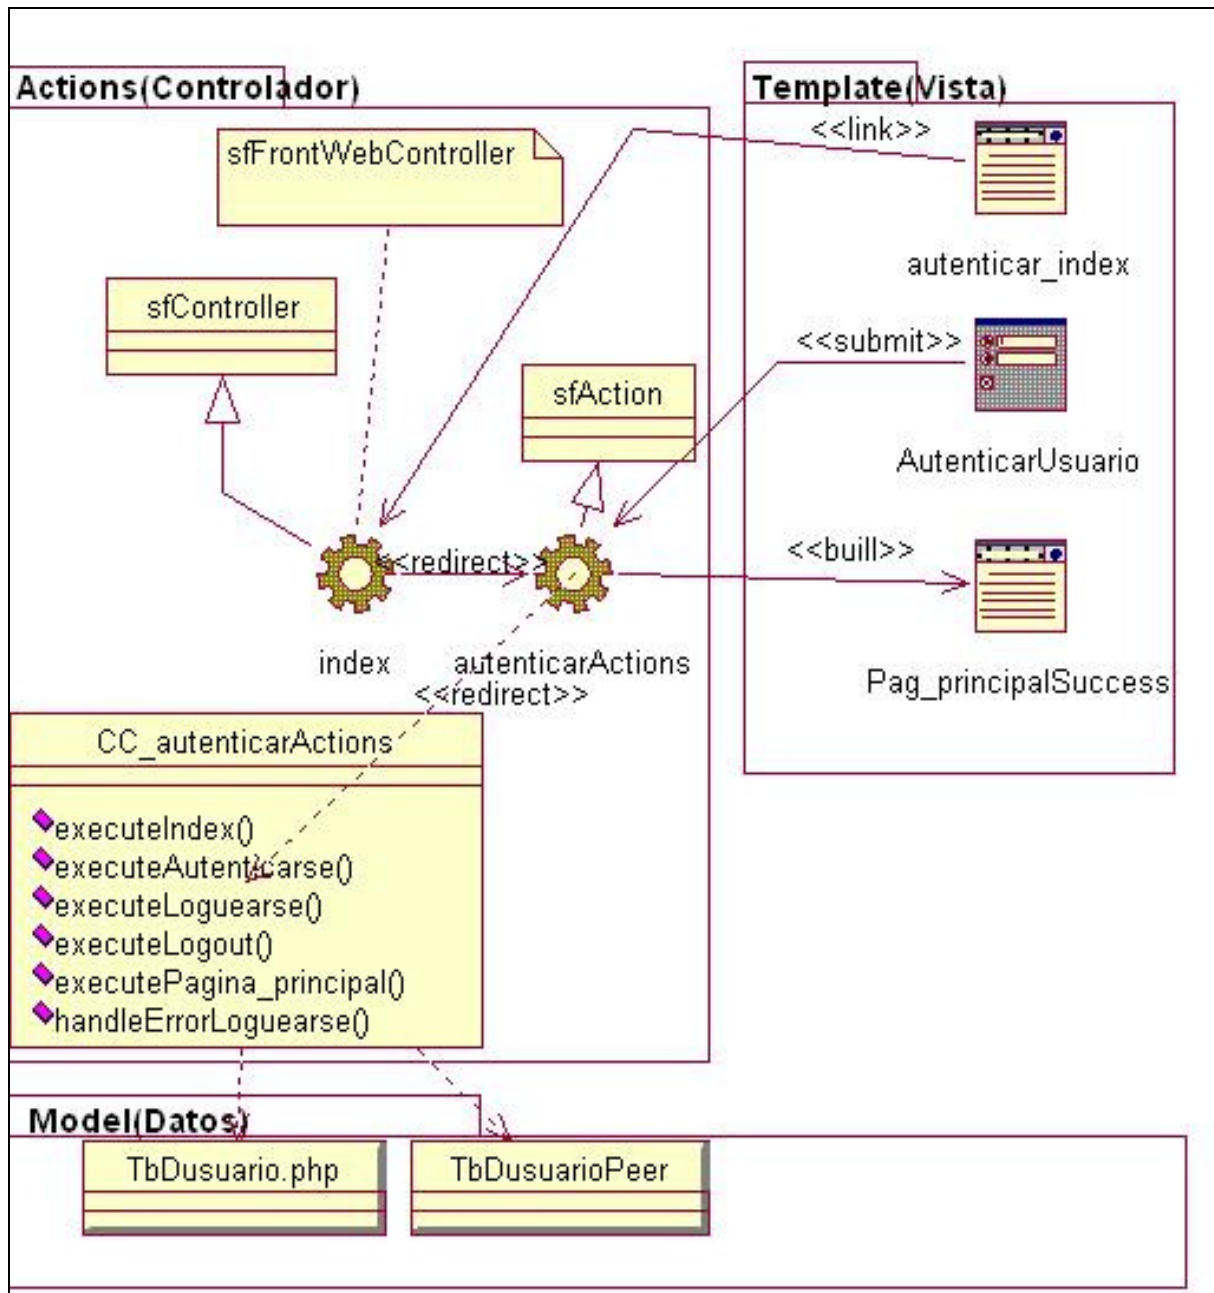 Actions(Controlador)
Template(Vista)
<<link>>
sfFrontWebController
autenticar_index
sfController
<<submit>>
sfAction
AutenticarUsuario
<<buill>>
<<redirect>>
index
autenticarActions
Pag_principalSuccess
<<redirect>>
CC_autenticarActions
executeIndex()
executeAutenticarse()
executeLoguearse()
executeLogout()
executePagina_principal()
handleErrorLoguearse()
Model(Datos)
TbDusuario.php
TbDusuarioPeer